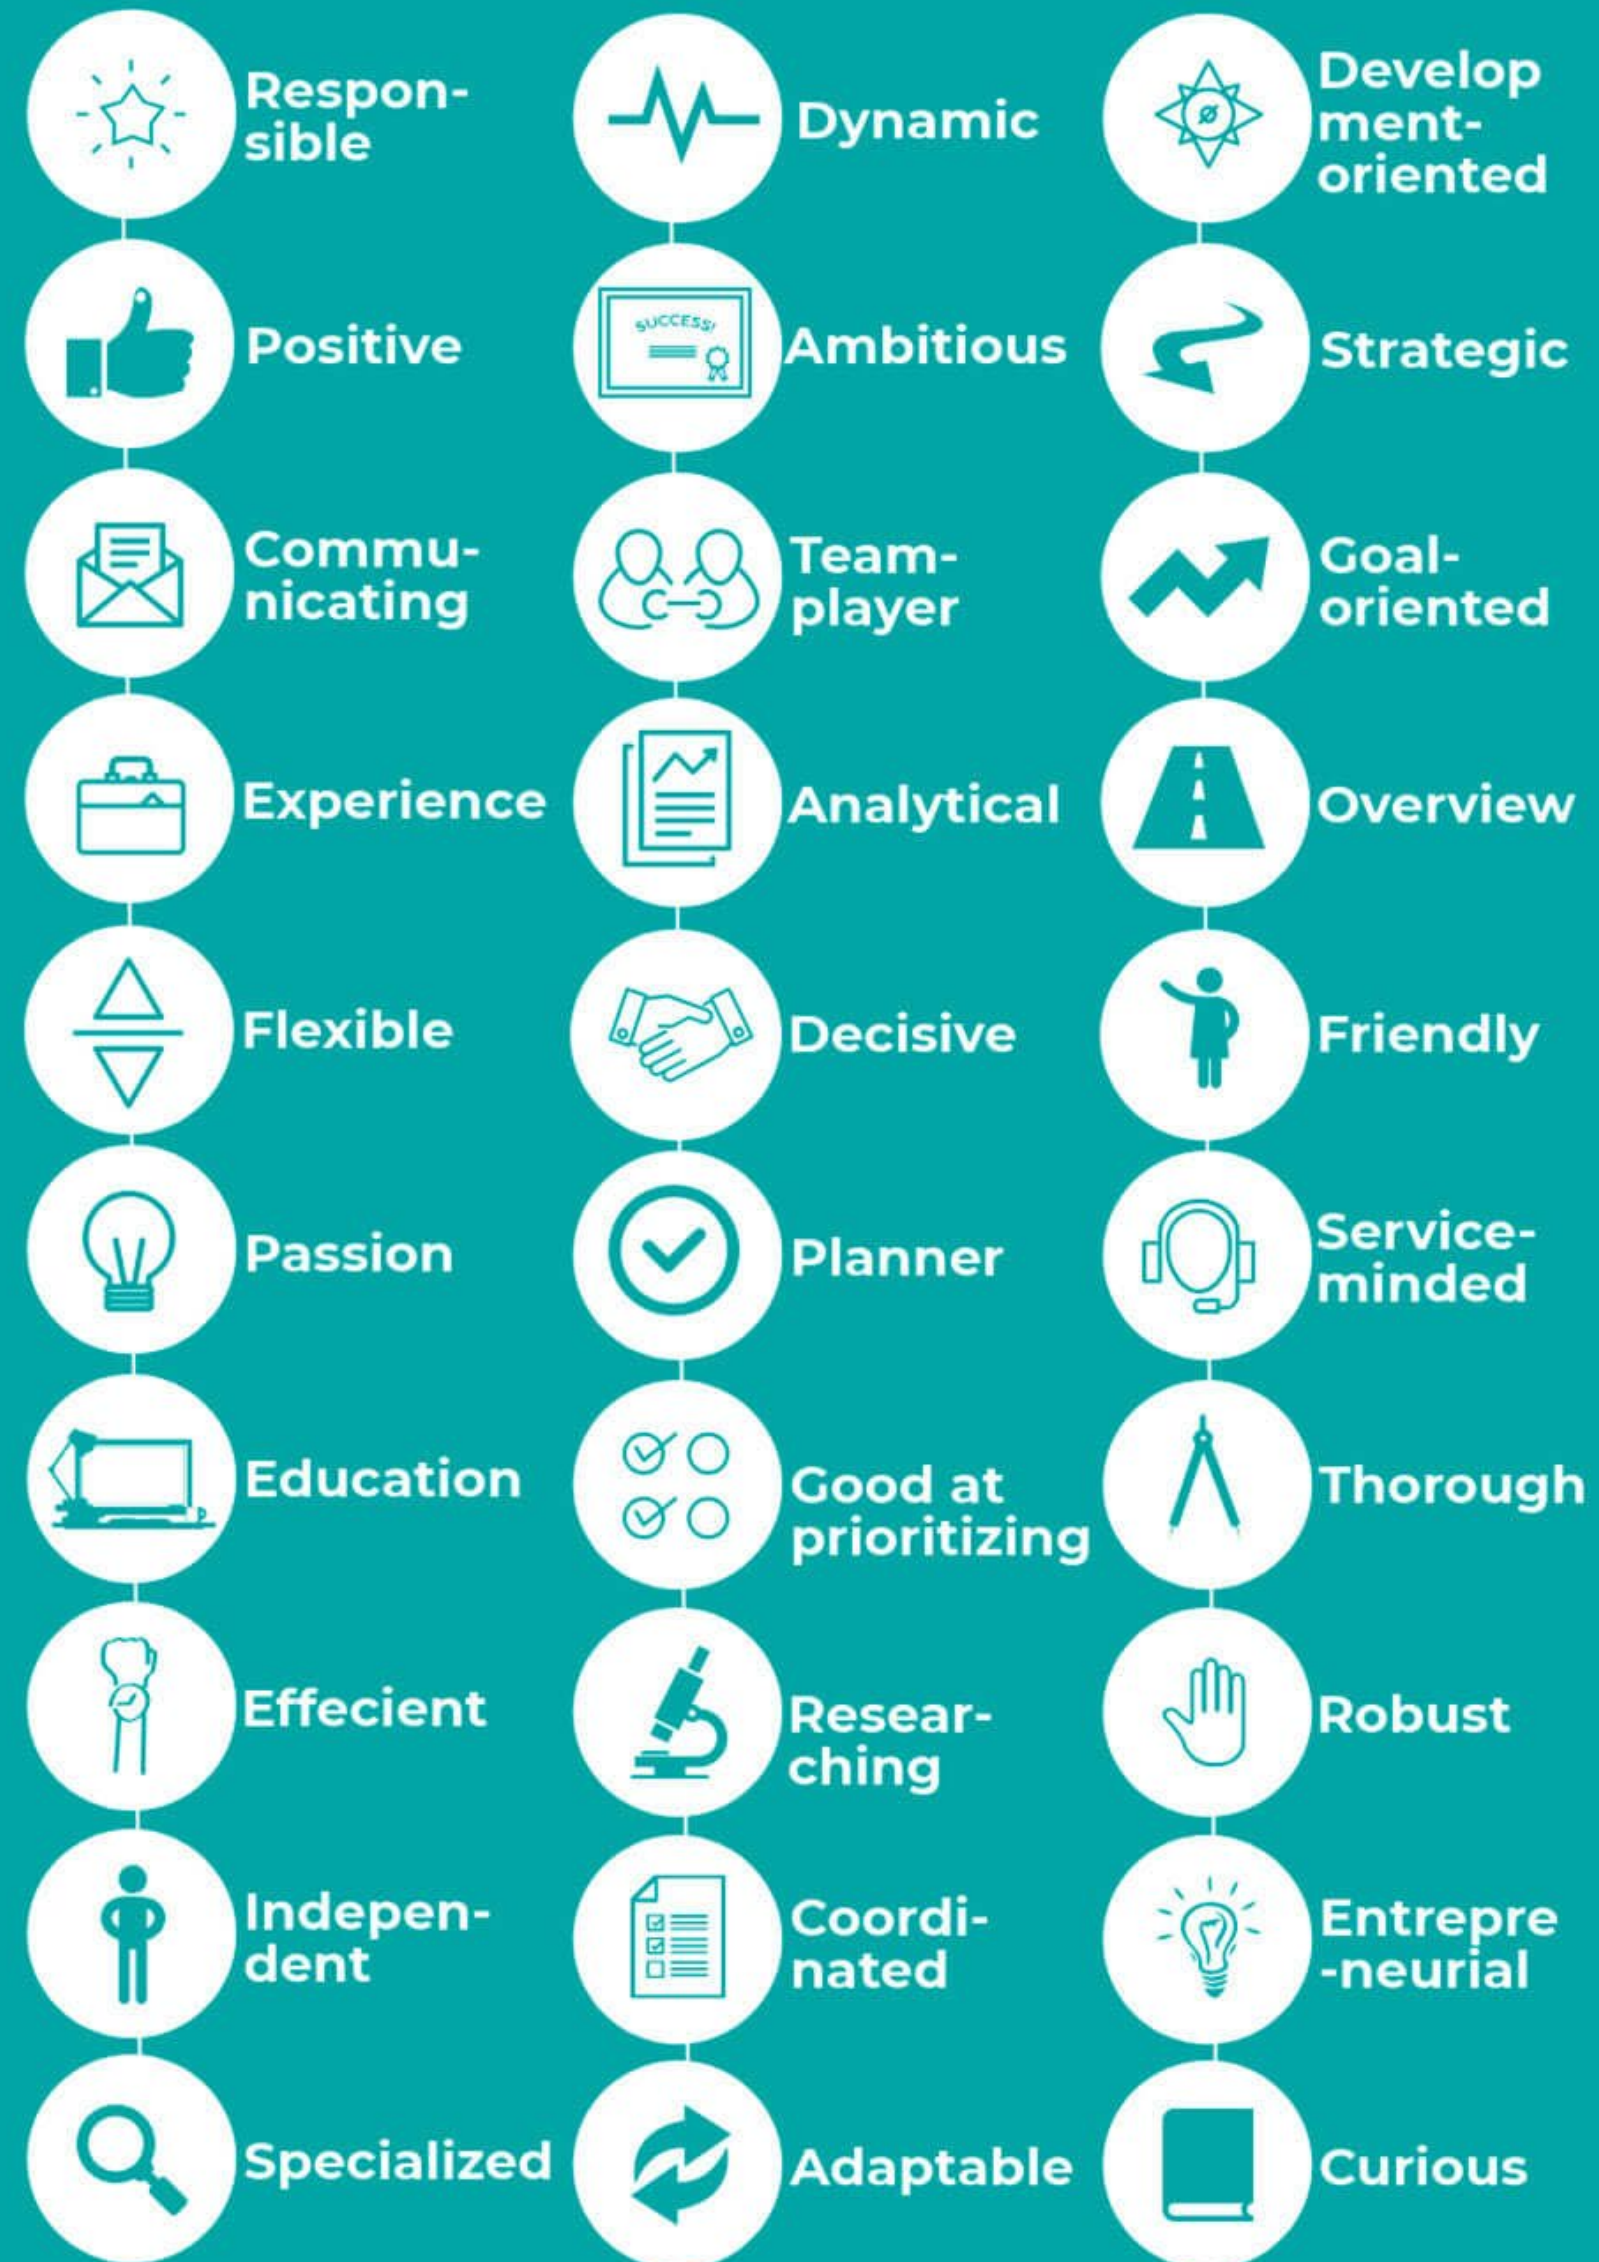 Respon-
sible
Positive
Commu-
nicating
Experience
Flexible
Passion
Education
Effecient
Indepen-
dent
Specialized
Dynamic
SUCCESS!
Ambitious
Team-
player
Analytical
Decisive
Planner
Good at
prioritizing
Resear-
ching
Coordi-
nated
Adaptable
Develop
ment-
oriented
Strategic
Goal-
oriented
Overview
Friendly
Service-
minded
Thorough
Robust
Entrepre
-neurial
Curious